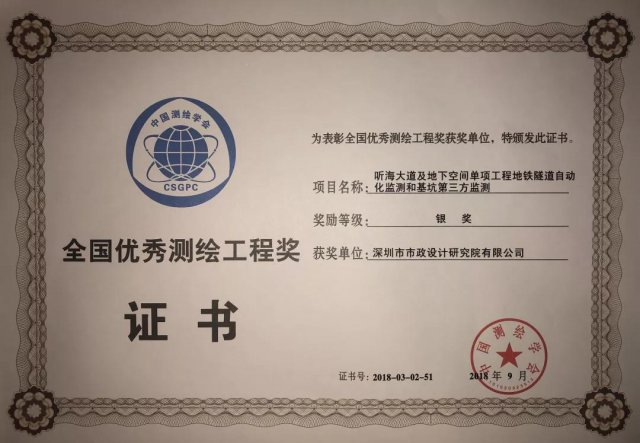 中国测绘学会
CSGPC
全国优秀测绘工程奖
证书
为表彰全国优秀测绘工程奖获奖单位，特颁发此证书。
项目名称：听海大道及地下空间单项工程地铁隧道自动
化监测和基坑第三方监测
奖励等级：银 奖
获奖单位：深圳市市政设计研究院有限公司
中国测绘学会
证书号：2018-03-02-51
2018 年 9 月